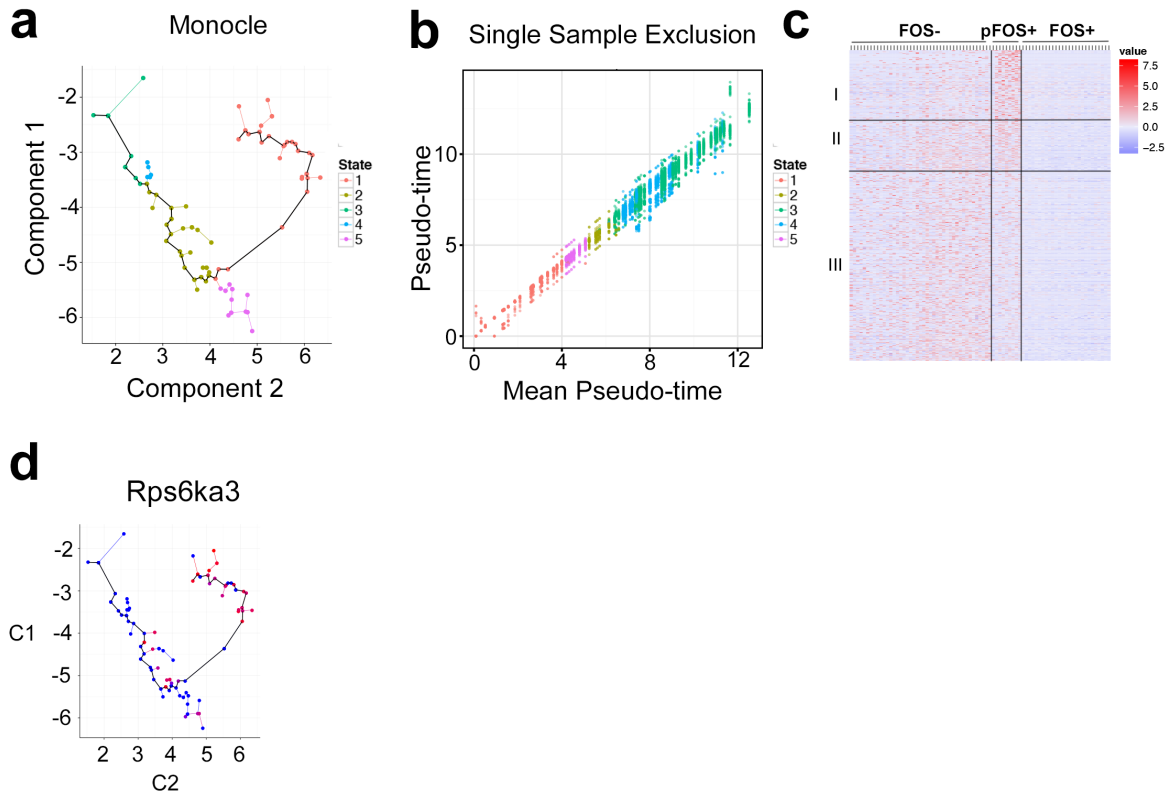 a
Monocle
-2
-3
-4
-5
-6
Component 1
2 3 4 5 6
Component 2
State
1
2
3
4
5
b
Single Sample Exclusion
10
5
0
Pseudo-time
0 4 8 12
Mean Pseudo-time
State
1
2
3
4
5
c
FOS- pFOS+ FOS+
I
II
III
value
7.5
5.0
2.5
0.0
−2.5
d
Rps6ka3
-2
-3
-4
-5
-6
C1
2 3 4 5 6
C2